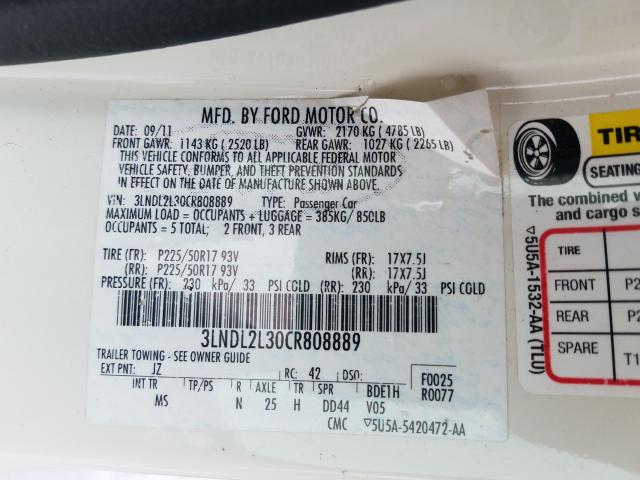 MFD. BY FORD MOTOR CO.
DATE: 09/11 GVWR: 2170 KG ( 4785 LB)
FRONT GAWR: 1143 KG ( 2520 LB) REAR GAWR: 1027 KG ( 2265 LB)
THIS VEHICLE CONFORMS TO ALL APPLICABLE FEDERAL MOTOR
VEHICLE SAFETY, BUMPER, AND THEFT PREVENTION STANDARDS
IN EFFECT ON THE DATE OF MANUFACTURE SHOWN ABOVE.
VIN: 3LNDL2L30CR808889 TYPE: Passenger Car
MAXIMUM LOAD = OCCUPANTS + LUGGAGE = 385KG/ 850LB
OCCUPANTS = 5 TOTAL; 2 FRONT, 3 REAR
TIRE (FR): P225/50R17 93V RIMS (FR): 17X7.5J
(RR): P225/50R17 93V (RR): 17X7.5J
PRESSURE (FR): 230 kPa/ 33 PSI COLD (RR): 230 kPa/ 33 PSI COLD
3LNDL2L30CR808889
TRAILER TOWING - SEE OWNER GUIDE
EXT PNT: JZ RC: 42 DSO: F0025
INT TR TP/PS R AXLE TR SPR BDE1H R0077
MS N 25 H DD44 V05
CMC ▽5U5A-5420472-AA
▽5U5A-1532-AA (TLU)
TIR
SEATING
The combined v
and cargo s
TIRE
FRONT P2
REAR P2
SPARE T1